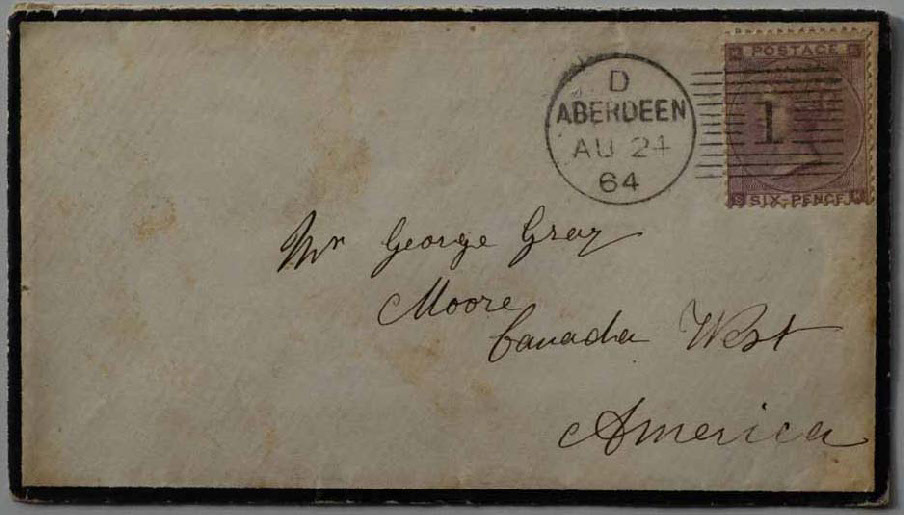 POSTAGE
D
ABERDEEN
AU 24
64
1
SIX-PENCE
Mr George Gray
Moore
Canada West
America